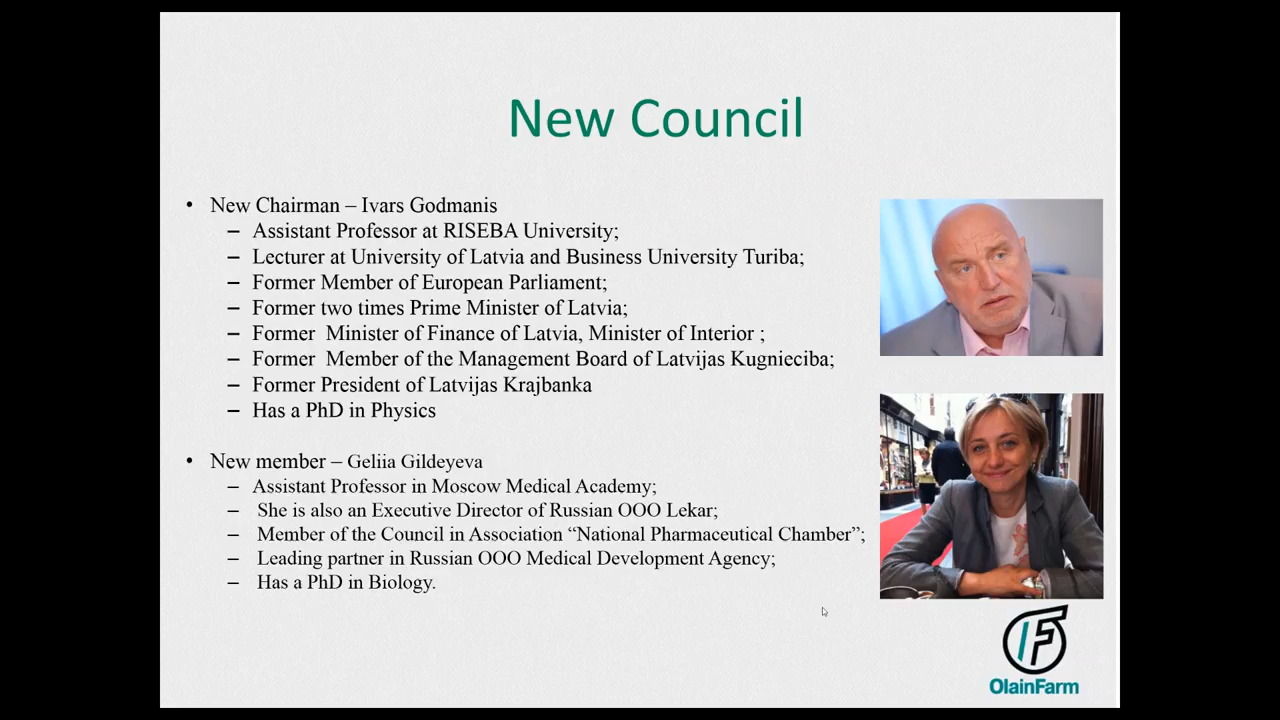 New Council
• New Chairman – Ivars Godmanis
– Assistant Professor at RISEBA University;
– Lecturer at University of Latvia and Business University Turiba;
– Former Member of European Parliament;
– Former two times Prime Minister of Latvia;
– Former  Minister of Finance of Latvia, Minister of Interior ;
– Former  Member of the Management Board of Latvijas Kugnieciba;
– Former President of Latvijas Krajbanka
– Has a PhD in Physics
• New member – Geliia Gildeyeva
– Assistant Professor in Moscow Medical Academy;
– She is also an Executive Director of Russian OOO Lekar;
– Member of the Council in Association “National Pharmaceutical Chamber”;
– Leading partner in Russian OOO Medical Development Agency;
– Has a PhD in Biology.
OlainFarm